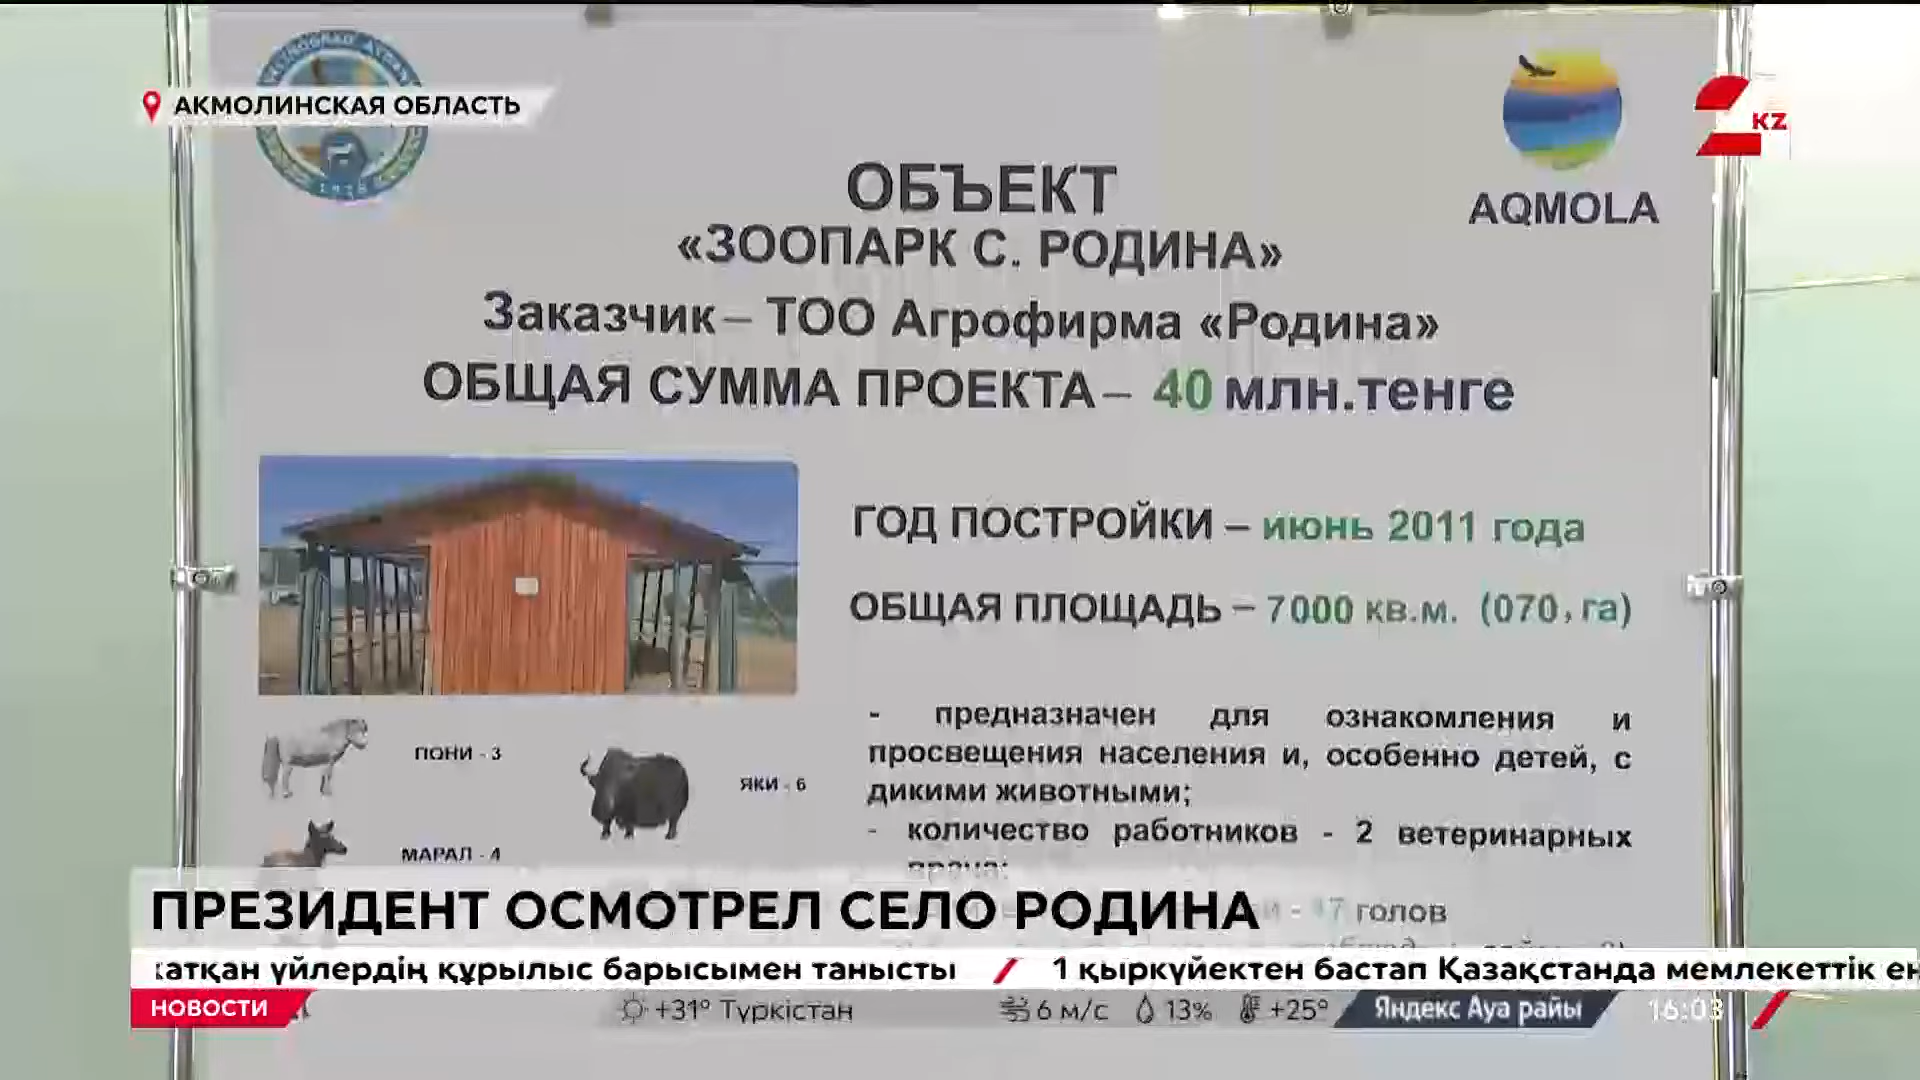 АКМОЛИНСКАЯ ОБЛАСТЬ
1928
KZ
AQMOLA
ОБЪЕКТ
«ЗООПАРК С. РОДИНА»
Заказчик – ТОО Агрофирма «Родина»
ОБЩАЯ СУММА ПРОЕКТА – 40 млн.тенге
ГОД ПОСТРОЙКИ – июнь 2011 года
ОБЩАЯ ПЛОЩАДЬ – 7000 кв.м. (070, га)
- предназначен для ознакомления и
просвещения населения и, особенно детей, с
дикими животными;
- количество работников - 2 ветеринарных
ПОНИ - 3
ЯКИ - 6
МАРАЛ - 4
голов
ПРЕЗИДЕНТ ОСМОТРЕЛ СЕЛО РОДИНА
қатқан үйлердің құрылыс барысымен танысты / 1 қыркүйектен бастап Қазақстанда мемлекеттік ең
НОВОСТИ
+31° Түркістан 6 м/с 13% +25° Яндекс Ауа райы 16:03